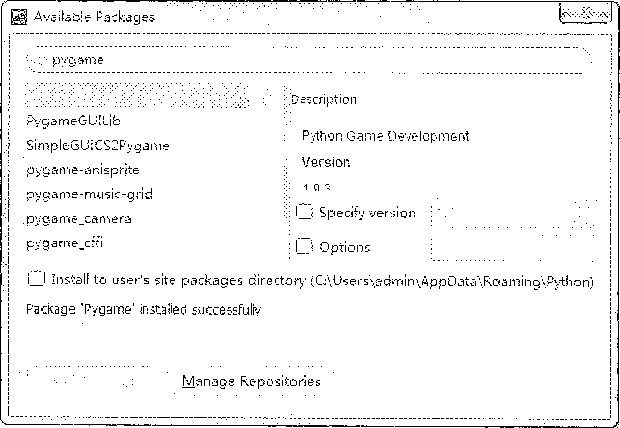 Available Packages
pygame
Description
PygameGUILib
SimpleGUICS2Pygame
pygame-anisprite
pygame-music-grid
pygame_camera
pygame_cffi
Python Game Development
Version
1.9.3
Specify version
Options
Install to user's site packages directory (C:\Users\admin\AppData\Roaming\Python)
Package 'Pygame' installed successfully
Manage Repositories